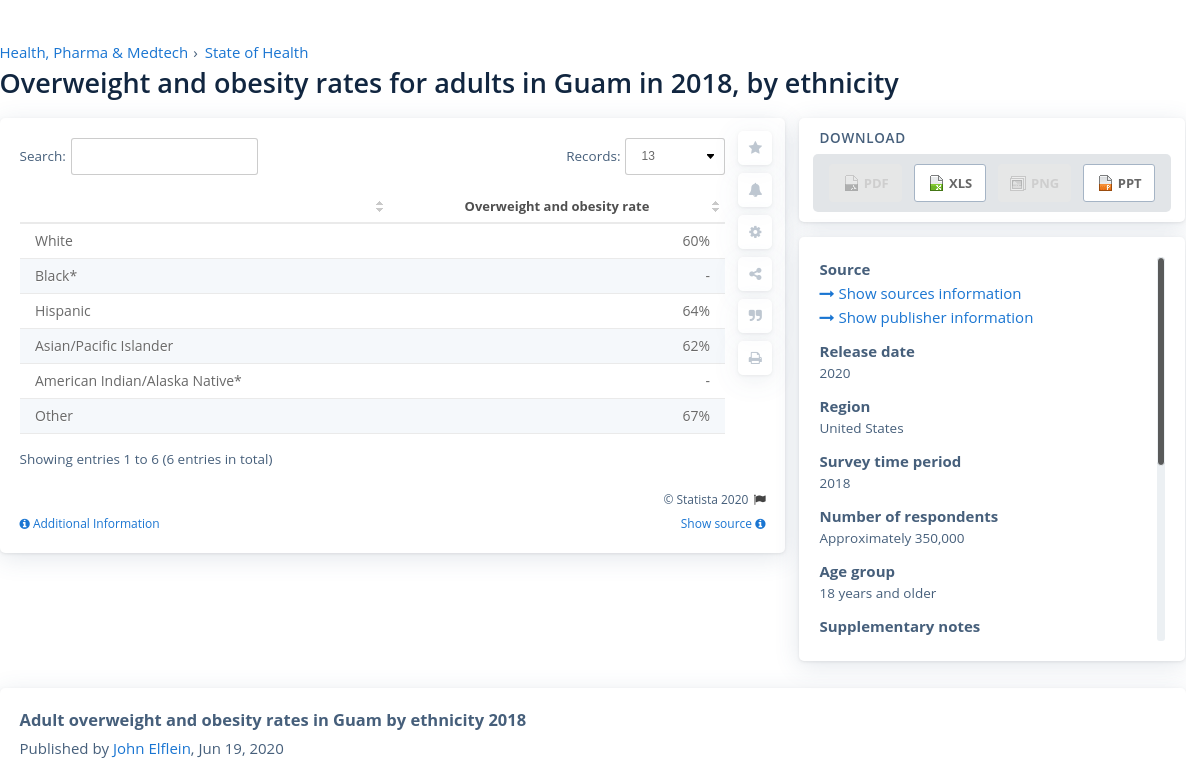 Health, Pharma & Medtech › State of Health
Overweight and obesity rates for adults in Guam in 2018, by ethnicity
Search:
Records: 13
Overweight and obesity rate
White 60%
Black* -
Hispanic 64%
Asian/Pacific Islander 62%
American Indian/Alaska Native* -
Other 67%
Showing entries 1 to 6 (6 entries in total)
© Statista 2020
Additional Information
Show source
DOWNLOAD
PDF XLS PNG PPT
Source
Show sources information
Show publisher information
Release date
2020
Region
United States
Survey time period
2018
Number of respondents
Approximately 350,000
Age group
18 years and older
Supplementary notes
Adult overweight and obesity rates in Guam by ethnicity 2018
Published by John Elflein, Jun 19, 2020